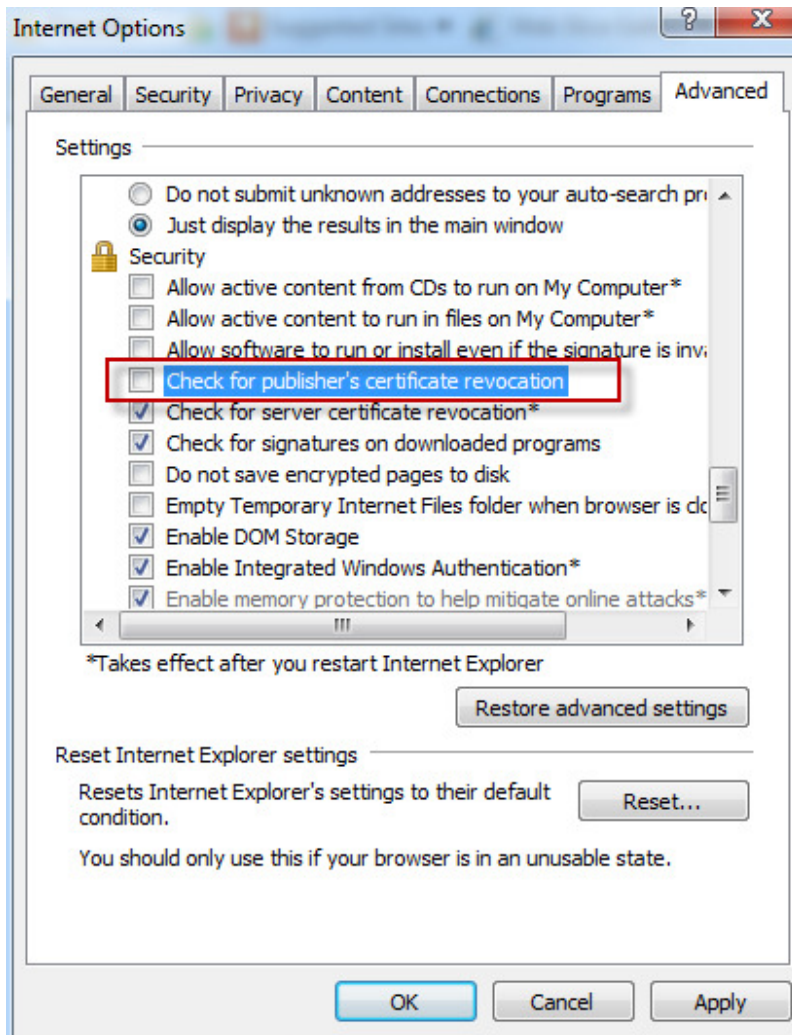 Internet Options
General Security Privacy Content Connections Programs Advanced
Settings
Do not submit unknown addresses to your auto-search
Just display the results in the main window
Security
Allow active content from CDs to run on My Computer*
Allow active content to run in files on My Computer*
Allow software to run or install even if the signature is
Check for publisher's certificate revocation
Check for server certificate revocation*
Check for signatures on downloaded programs
Do not save encrypted pages to disk
Empty Temporary Internet Files folder when browser is
Enable DOM Storage
Enable Integrated Windows Authentication*
Enable memory protection to help mitigate online attacks*
*Takes effect after you restart Internet Explorer
Restore advanced settings
Reset Internet Explorer settings
Resets Internet Explorer's settings to their default
condition.
Reset...
You should only use this if your browser is in an unusable state.
OK Cancel Apply